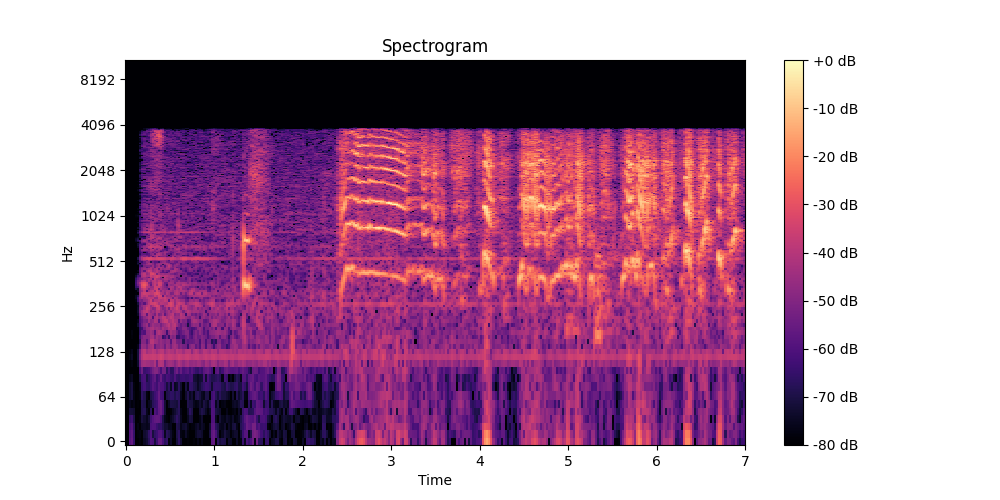 Spectrogram
8192
4096
2048
1024
512
256
128
64
0
Hz
0 1 2 3 4 5 6 7
Time
+0 dB
-10 dB
-20 dB
-30 dB
-40 dB
-50 dB
-60 dB
-70 dB
-80 dB